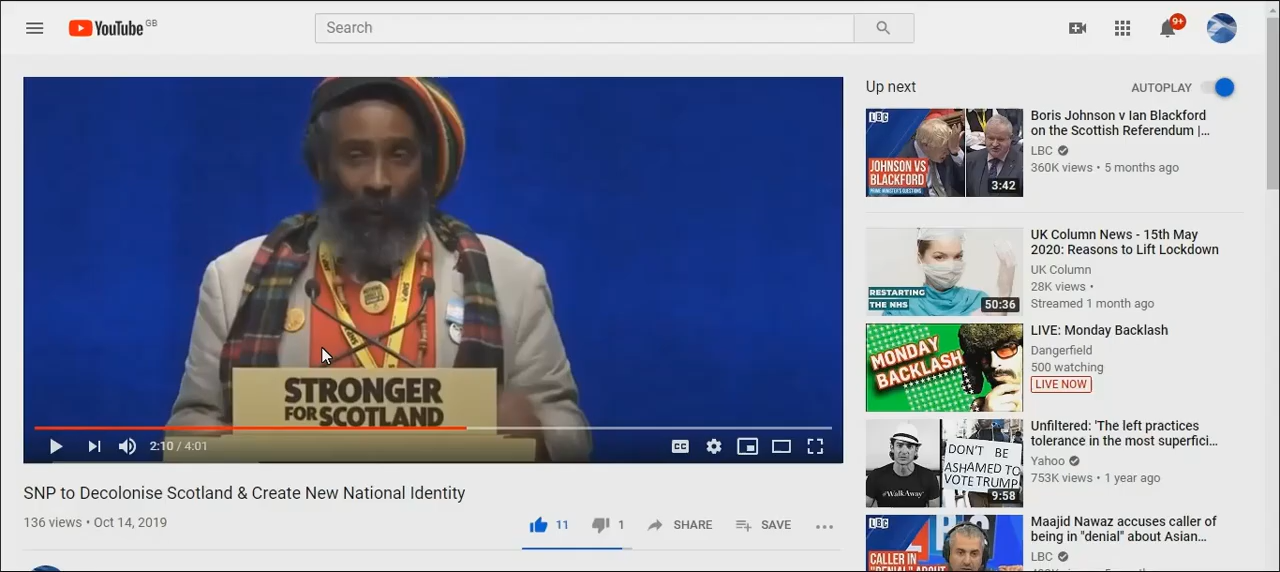 YouTube GB
Search
9+
STRONGER
FOR SCOTLAND
2:10 / 4:01
CC
SNP to Decolonise Scotland & Create New National Identity
136 views • Oct 14, 2019
11
1
SHARE
SAVE
Up next
AUTOPLAY
LBC
JOHNSON VS
BLACKFORD
3:42
Boris Johnson v Ian Blackford
on the Scottish Referendum |...
LBC
360K views • 5 months ago
RESTARTING
THE NHS
50:36
UK Column News - 15th May
2020: Reasons to Lift Lockdown
UK Column
28K views •
Streamed 1 month ago
MONDAY
BACKLASH
LIVE: Monday Backlash
Dangerfield
500 watching
LIVE NOW
DON'T BE
ASHAMED TO
VOTE TRUMP
#WalkAway
9:58
Unfiltered: 'The left practices
tolerance in the most superfici...
Yahoo
753K views • 1 year ago
LBC
CALLER IN
"DENIAL" ABOUT
Maajid Nawaz accuses caller of
being in "denial" about Asian...
LBC